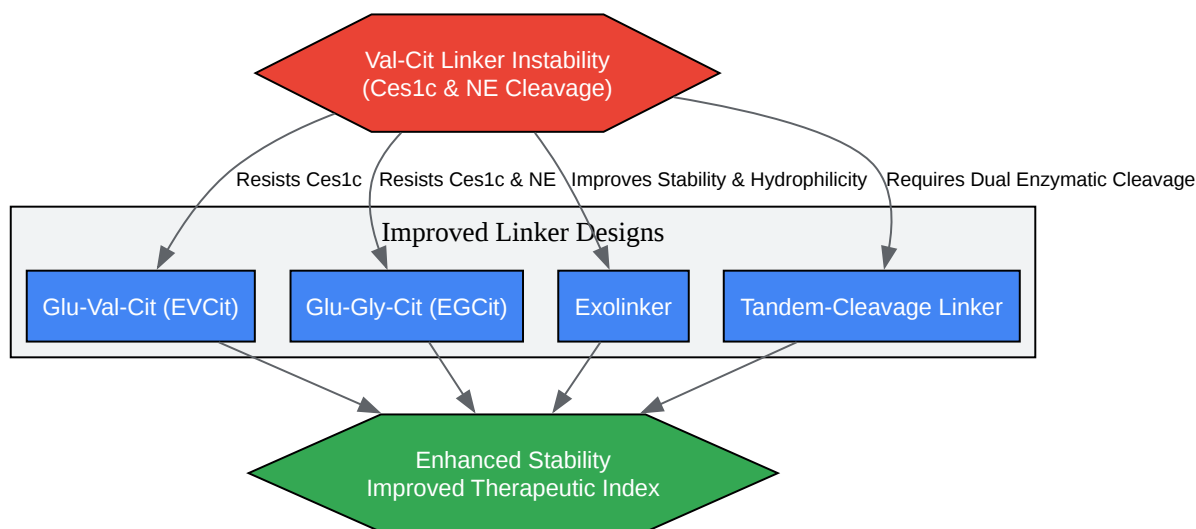 Val-Cit Linker Instability
(Ces1c & NE Cleavage)
Resists Ces1c
Resists Ces1c & NE
Improves Stability & Hydrophilicity
Requires Dual Enzymatic Cleavage
Improved Linker Designs
Glu-Val-Cit (EVCit)
Glu-Gly-Cit (EGCit)
Exolinker
Tandem-Cleavage Linker
Enhanced Stability
Improved Therapeutic Index